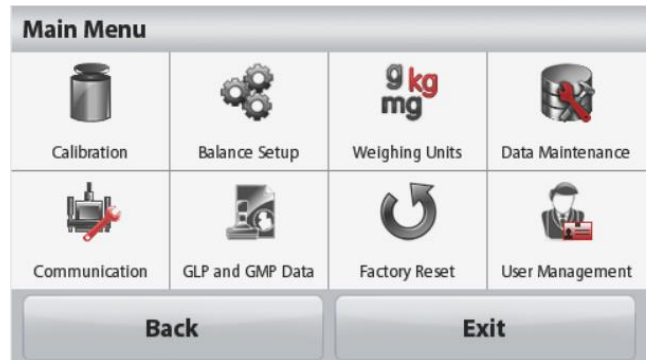 Main Menu
g kg
mg
Calibration
Balance Setup
Weighing Units
Data Maintenance
Communication
GLP and GMP Data
Factory Reset
User Management
Back
Exit